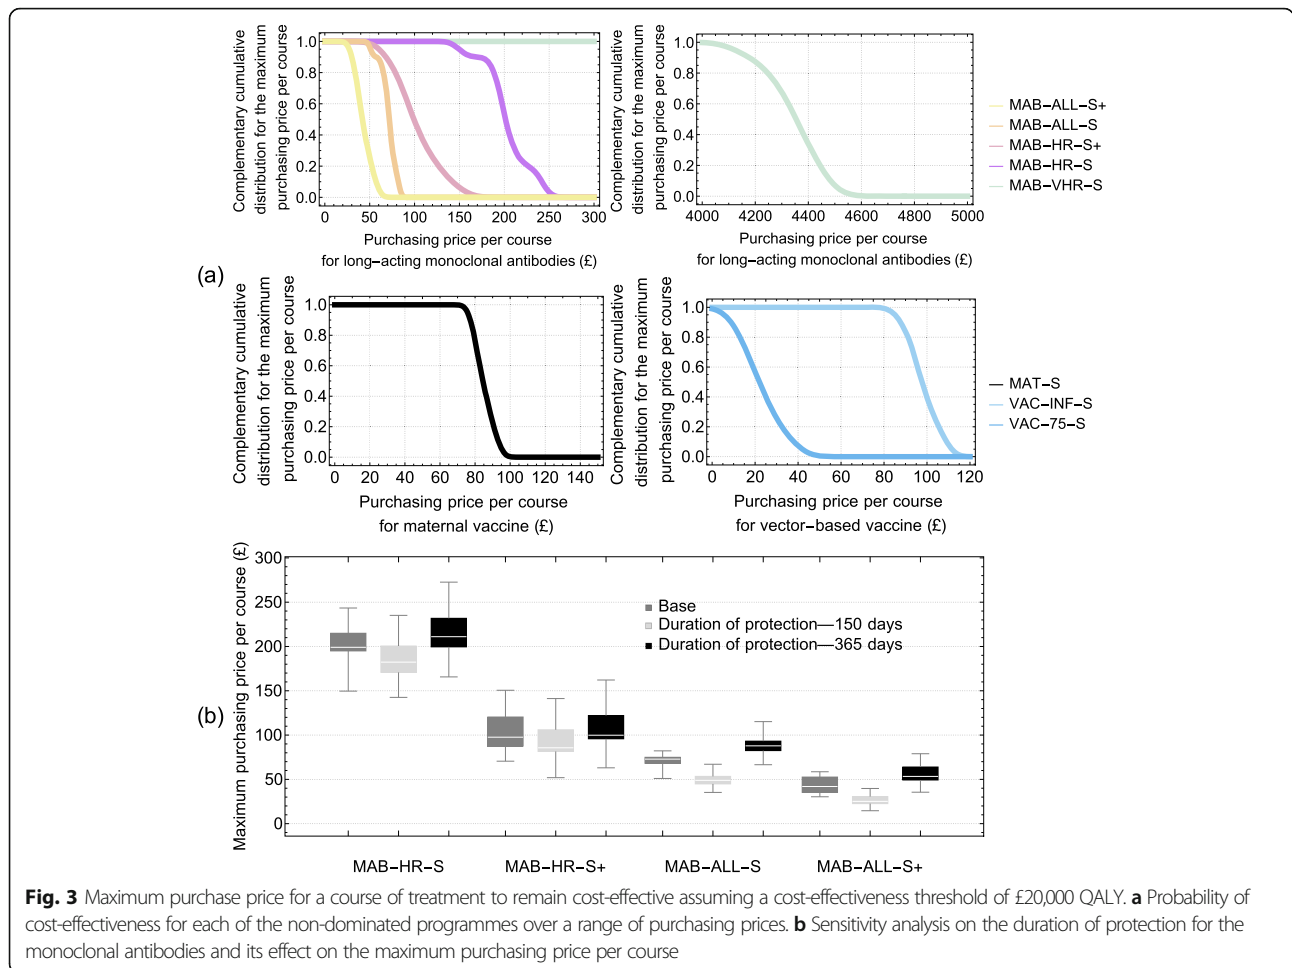 Complementary cumulative
distribution for the maximum
purchasing price per course
1.0
0.8
0.6
0.4
0.2
0.0
0 50 100 150 200 250 300
Purchasing price per course
for long–acting monoclonal antibodies (£)
Complementary cumulative
distribution for the maximum
purchasing price per course
1.0
0.8
0.6
0.4
0.2
0.0
4000 4200 4400 4600 4800 5000
Purchasing price per course
for long–acting monoclonal antibodies (£)
MAB–ALL–S+
MAB–ALL–S
MAB–HR–S+
MAB–HR–S
MAB–VHR–S
(a)
Complementary cumulative
distribution for the maximum
purchasing price per course
1.0
0.8
0.6
0.4
0.2
0.0
0 20 40 60 80 100 120 140
Purchasing price per course
for maternal vaccine (£)
Complementary cumulative
distribution for the maximum
purchasing price per course
1.0
0.8
0.6
0.4
0.2
0.0
0 20 40 60 80 100 120
Purchasing price per course
for vector–based vaccine (£)
MAT–S
VAC–INF–S
VAC–75–S
(b)
Maximum purchasing price per course (£)
300
250
200
150
100
50
0
Base
Duration of protection—150 days
Duration of protection—365 days
MAB–HR–S MAB–HR–S+ MAB–ALL–S MAB–ALL–S+
Fig. 3 Maximum purchase price for a course of treatment to remain cost-effective assuming a cost-effectiveness threshold of £20,000 QALY. a Probability of
cost-effectiveness for each of the non-dominated programmes over a range of purchasing prices. b Sensitivity analysis on the duration of protection for the
monoclonal antibodies and its effect on the maximum purchasing price per course